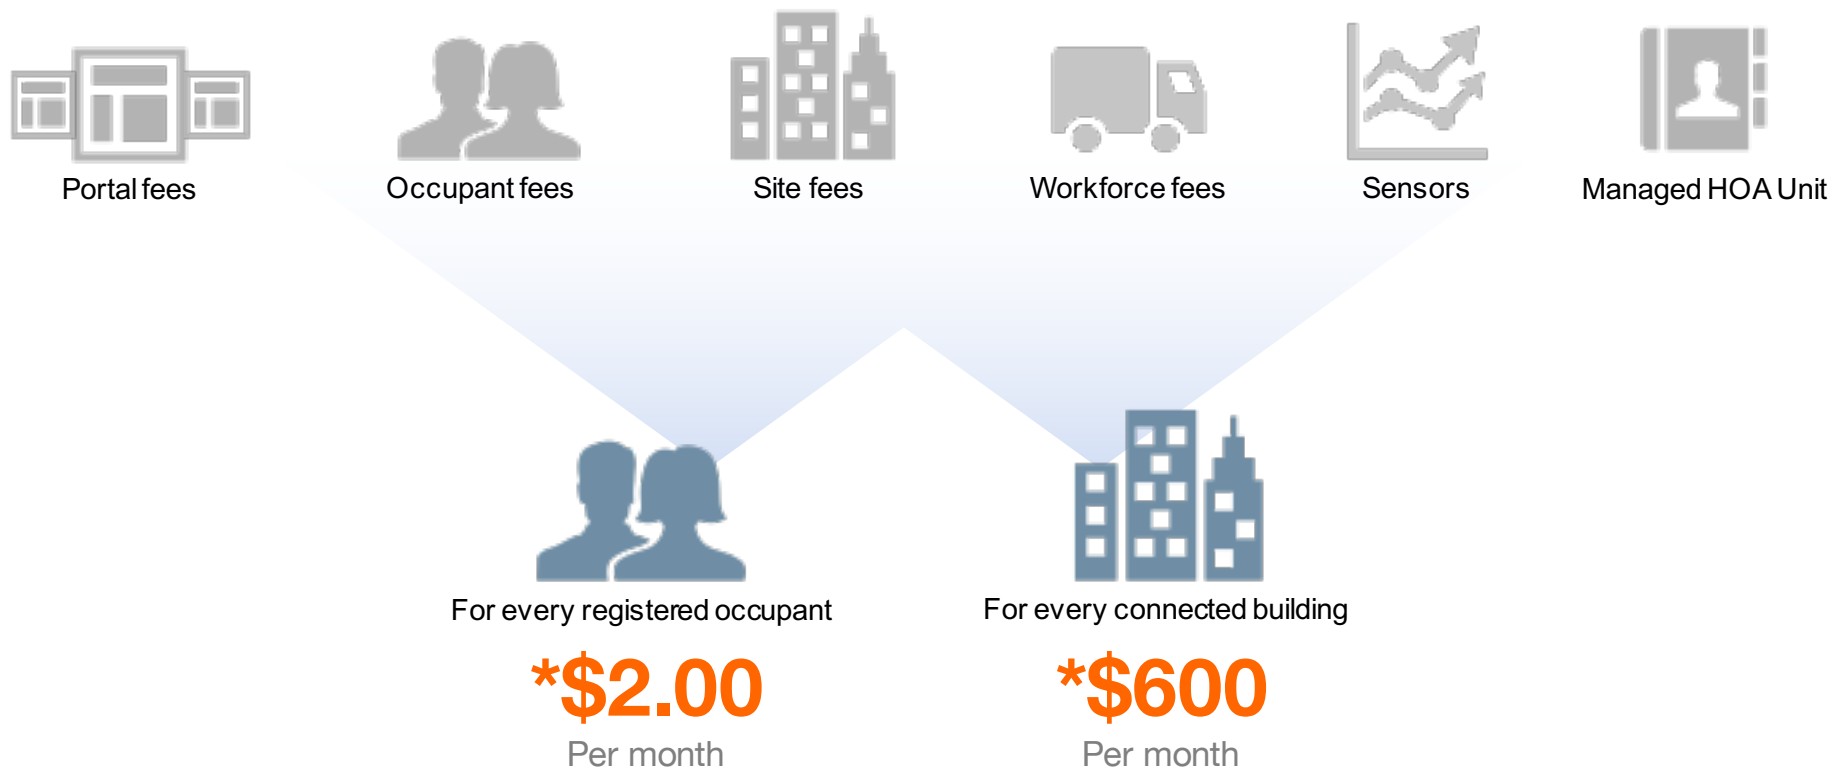 Portal fees
Occupant fees
Site fees
Workforce fees
Sensors
Managed HOA Unit
For every registered occupant
For every connected building
*$2.00
*$600
Per month
Per month